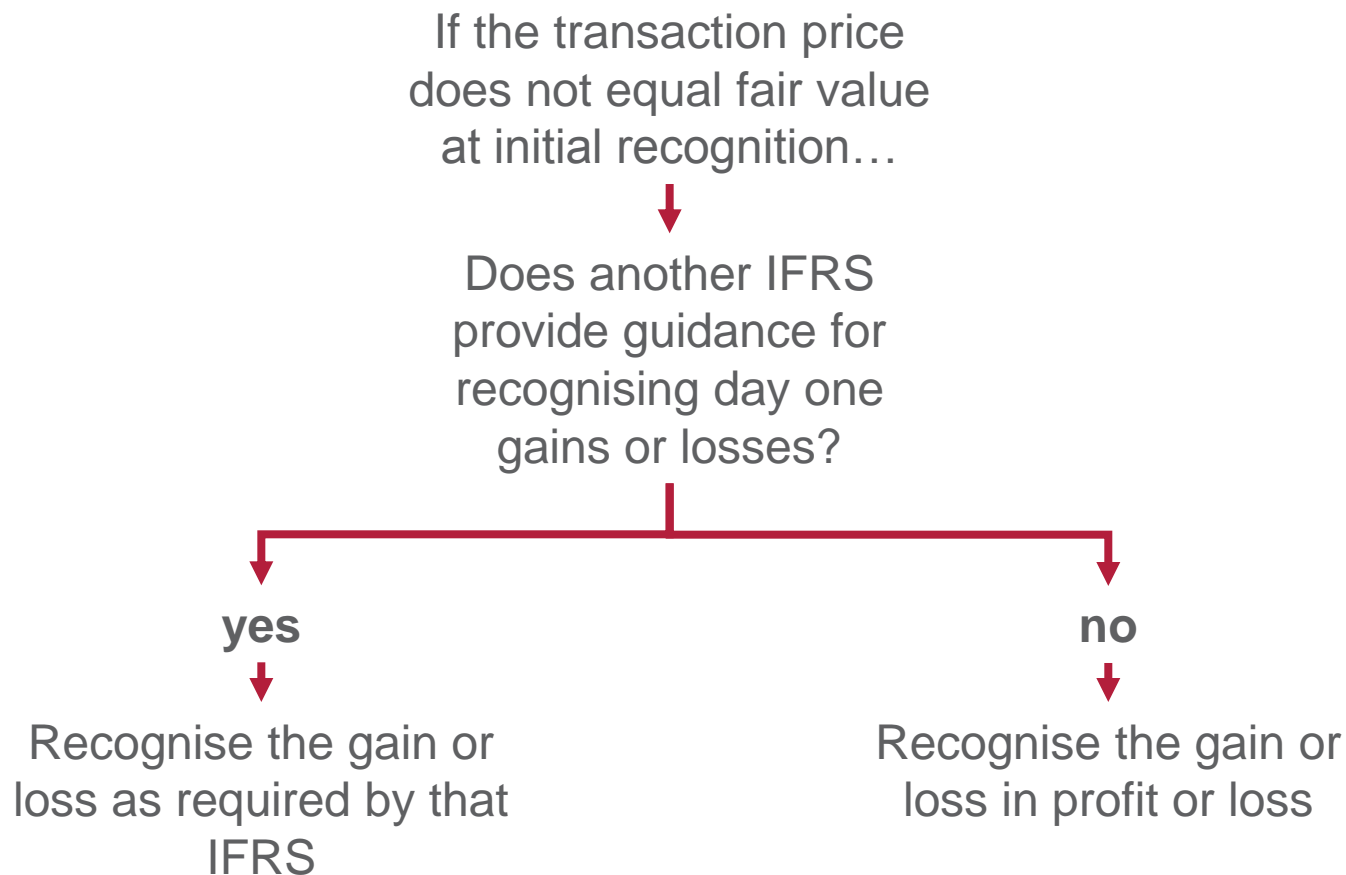 If the transaction price
does not equal fair value
at initial recognition…
Does another IFRS
provide guidance for
recognising day one
gains or losses?
yes
no
Recognise the gain or
loss as required by that
IFRS
Recognise the gain or
loss in profit or loss